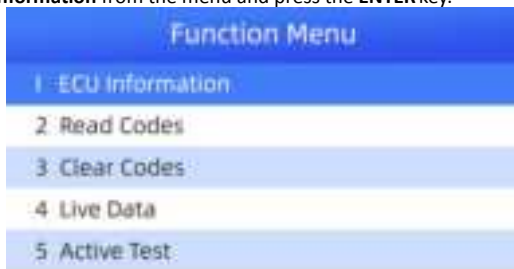 nformation from the menu and press the ENTER key.
Function Menu
1 ECU Information
2 Read Codes
3 Clear Codes
4 Live Data
5 Active Test